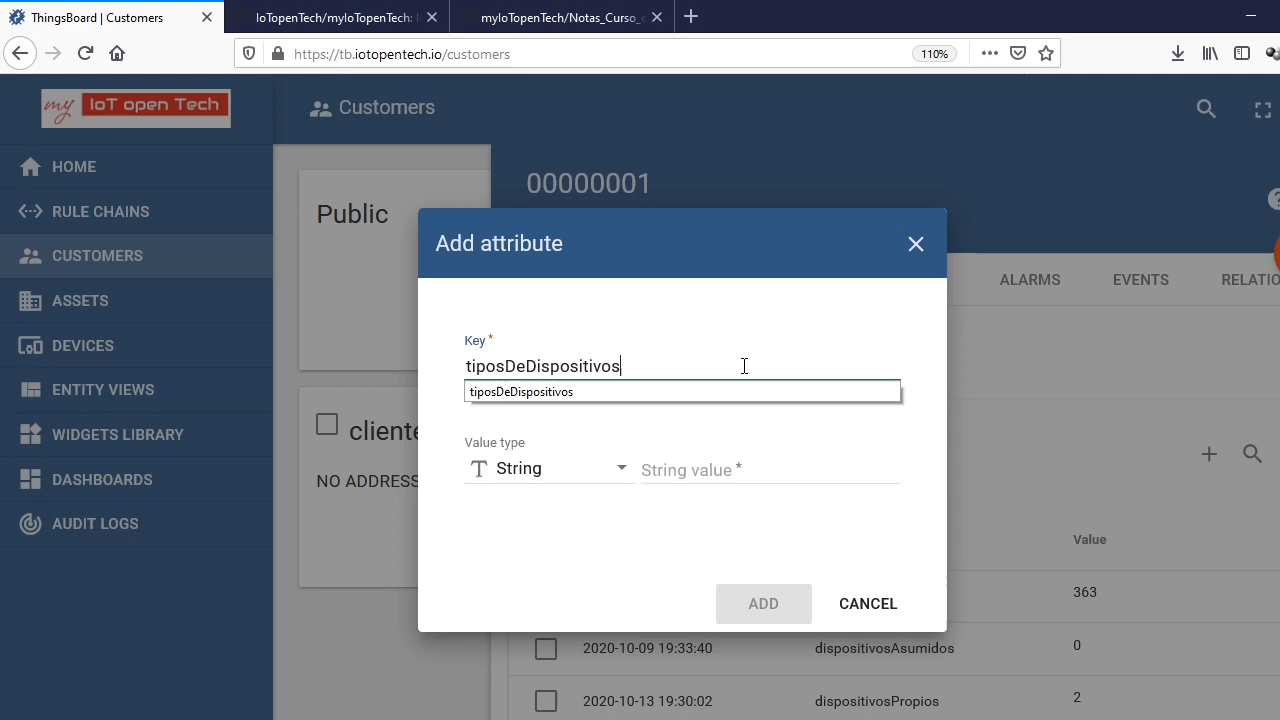 ThingsBoard | Customers
IoTopenTech/myIoTopenTech:
myIoTopenTech/Notas_Curso_
https://tb.iotopentech.io/customers
110%
my IoT open Tech
Customers
HOME
RULE CHAINS
CUSTOMERS
ASSETS
DEVICES
ENTITY VIEWS
WIDGETS LIBRARY
DASHBOARDS
AUDIT LOGS
Public
cliente
NO ADDRESS
00000001
ALARMS
EVENTS
RELATIO
Add attribute
Key *
tiposDeDispositivos
tiposDeDispositivos
Value type
String
String value *
ADD
CANCEL
Value
363
2020-10-09 19:33:40 dispositivosAsumidos 0
2020-10-13 19:30:02 dispositivosPropios 2